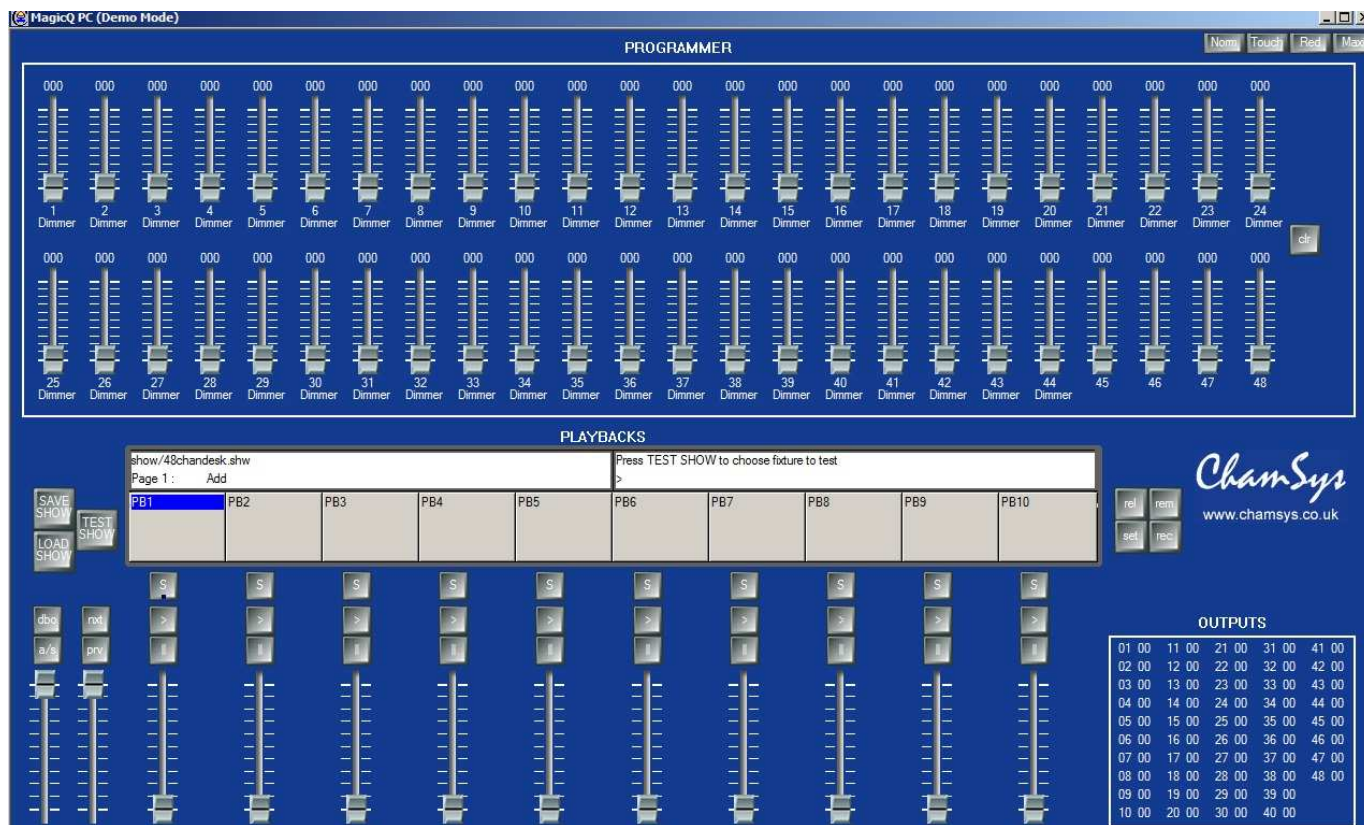 MagicQ PC (Demo Mode)
PROGRAMMER
Norm Touch Red Max
000 000 000 000 000 000 000 000 000 000 000 000 000 000 000 000 000 000 000 000 000 000 000 000
1 2 3 4 5 6 7 8 9 10 11 12 13 14 15 16 17 18 19 20 21 22 23 24
Dimmer Dimmer Dimmer Dimmer Dimmer Dimmer Dimmer Dimmer Dimmer Dimmer Dimmer Dimmer Dimmer Dimmer Dimmer Dimmer Dimmer Dimmer Dimmer Dimmer Dimmer Dimmer Dimmer Dimmer
clr
000 000 000 000 000 000 000 000 000 000 000 000 000 000 000 000 000 000 000 000 000 000 000 000
25 26 27 28 29 30 31 32 33 34 35 36 37 38 39 40 41 42 43 44 45 46 47 48
Dimmer Dimmer Dimmer Dimmer Dimmer Dimmer Dimmer Dimmer Dimmer Dimmer Dimmer Dimmer Dimmer Dimmer Dimmer Dimmer Dimmer Dimmer Dimmer Dimmer
PLAYBACKS
show/48chandesk.shw
Page 1 : Add
Press TEST SHOW to choose fixture to test
>
PB1 PB2 PB3 PB4 PB5 PB6 PB7 PB8 PB9 PB10
SAVE SHOW
TEST SHOW
LOAD SHOW
rel rem
set rec
ChamSys
www.chamsys.co.uk
S S S S S S S S S S
dbo nxt > > > > > > > > > >
a/s prv || || || || || || || || || ||
OUTPUTS
01 00 11 00 21 00 31 00 41 00
02 00 12 00 22 00 32 00 42 00
03 00 13 00 23 00 33 00 43 00
04 00 14 00 24 00 34 00 44 00
05 00 15 00 25 00 35 00 45 00
06 00 16 00 26 00 36 00 46 00
07 00 17 00 27 00 37 00 47 00
08 00 18 00 28 00 38 00 48 00
09 00 19 00 29 00 39 00
10 00 20 00 30 00 40 00